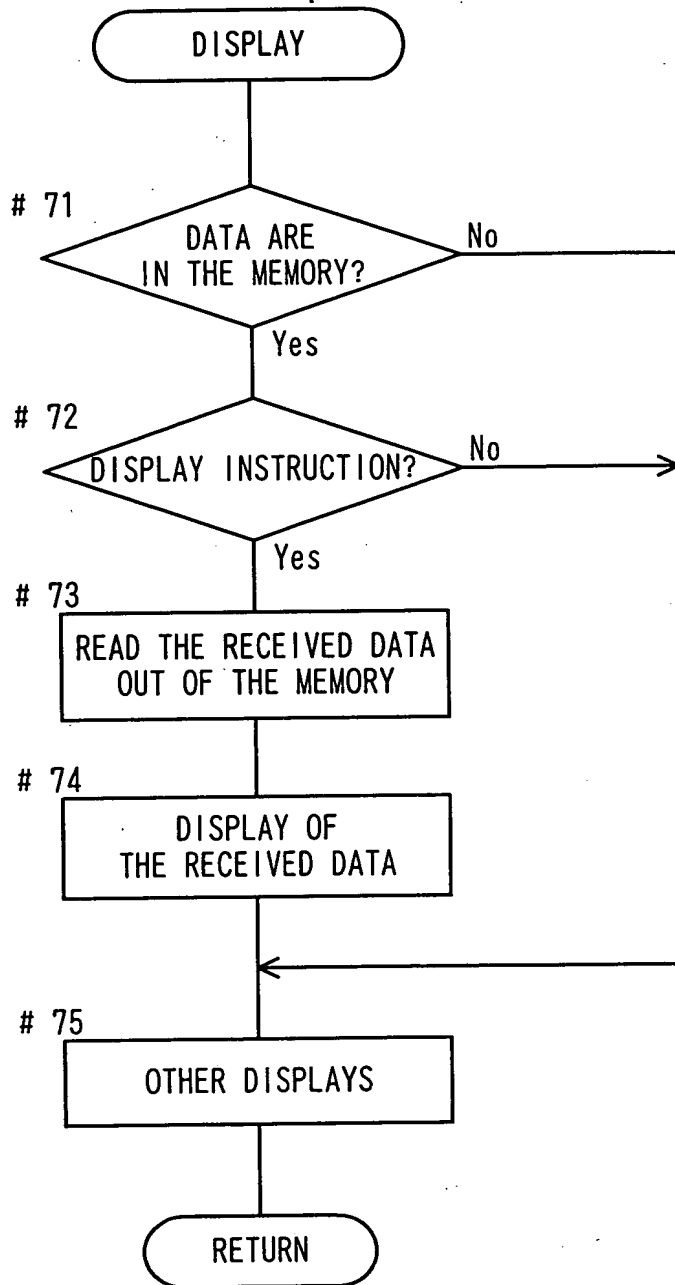 DISPLAY
# 71
DATA ARE
IN THE MEMORY?
No
Yes
# 72
DISPLAY INSTRUCTION?
No
Yes
# 73
READ THE RECEIVED DATA
OUT OF THE MEMORY
# 74
DISPLAY OF
THE RECEIVED DATA
# 75
OTHER DISPLAYS
RETURN